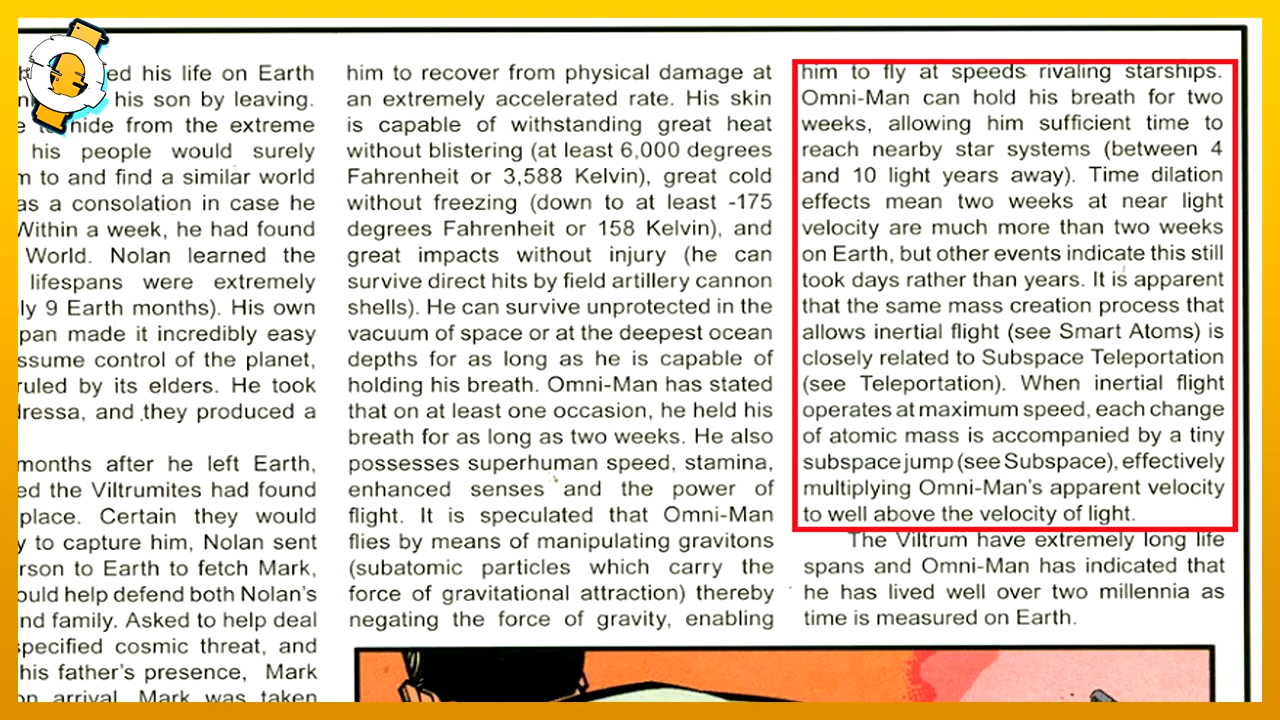 ed his life on Earth
his son by leaving.
hide from the extreme
his people would surely
to and find a similar world
as a consolation in case he
Within a week, he had found
World. Nolan learned the
lifespans were extremely
9 Earth months). His own
made it incredibly easy
assume control of the planet,
ruled by its elders. He took
and they produced a
months after he left Earth,
the Viltrumites had found
place. Certain they would
to capture him, Nolan sent
to Earth to fetch Mark,
would help defend both Nolan's
and family. Asked to help deal
specified cosmic threat, and
his father's presence, Mark
on arrival. Mark was taken
him to recover from physical damage at
an extremely accelerated rate. His skin
is capable of withstanding great heat
without blistering (at least 6,000 degrees
Fahrenheit or 3,588 Kelvin), great cold
without freezing (down to at least -175
degrees Fahrenheit or 158 Kelvin), and
great impacts without injury (he can
survive direct hits by field artillery cannon
shells). He can survive unprotected in the
vacuum of space or at the deepest ocean
depths for as long as he is capable of
holding his breath. Omni-Man has stated
that on at least one occasion, he held his
breath for as long as two weeks. He also
possesses superhuman speed, stamina,
enhanced senses and the power of
flight. It is speculated that Omni-Man
flies by means of manipulating gravitons
(subatomic particles which carry the
force of gravitational attraction) thereby
negating the force of gravity, enabling
him to fly at speeds rivaling starships.
Omni-Man can hold his breath for two
weeks, allowing him sufficient time to
reach nearby star systems (between 4
and 10 light years away). Time dilation
effects mean two weeks at near light
velocity are much more than two weeks
on Earth, but other events indicate this still
took days rather than years. It is apparent
that the same mass creation process that
allows inertial flight (see Smart Atoms) is
closely related to Subspace Teleportation
(see Teleportation). When inertial flight
operates at maximum speed, each change
of atomic mass is accompanied by a tiny
subspace jump (see Subspace), effectively
multiplying Omni-Man's apparent velocity
to well above the velocity of light.
The Viltrum have extremely long life
spans and Omni-Man has indicated that
he has lived well over two millennia as
time is measured on Earth.